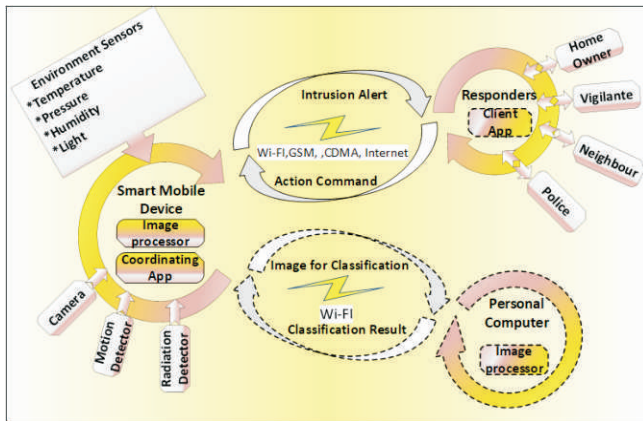 Environment Sensors
*Temperature
*Pressure
*Humidity
*Light
Smart Mobile
Device
Image
processor
Coordinating
App
Camera
Motion
Detector
Radiation
Detector
Intrusion Alert
Wi-FI,GSM, ,CDMA, Internet
Action Command
Responders
Client
App
Home
Owner
Vigilante
Neighbour
Police
Image for Classification
Wi-FI
Classification Result
Personal
Computer
Image
processor